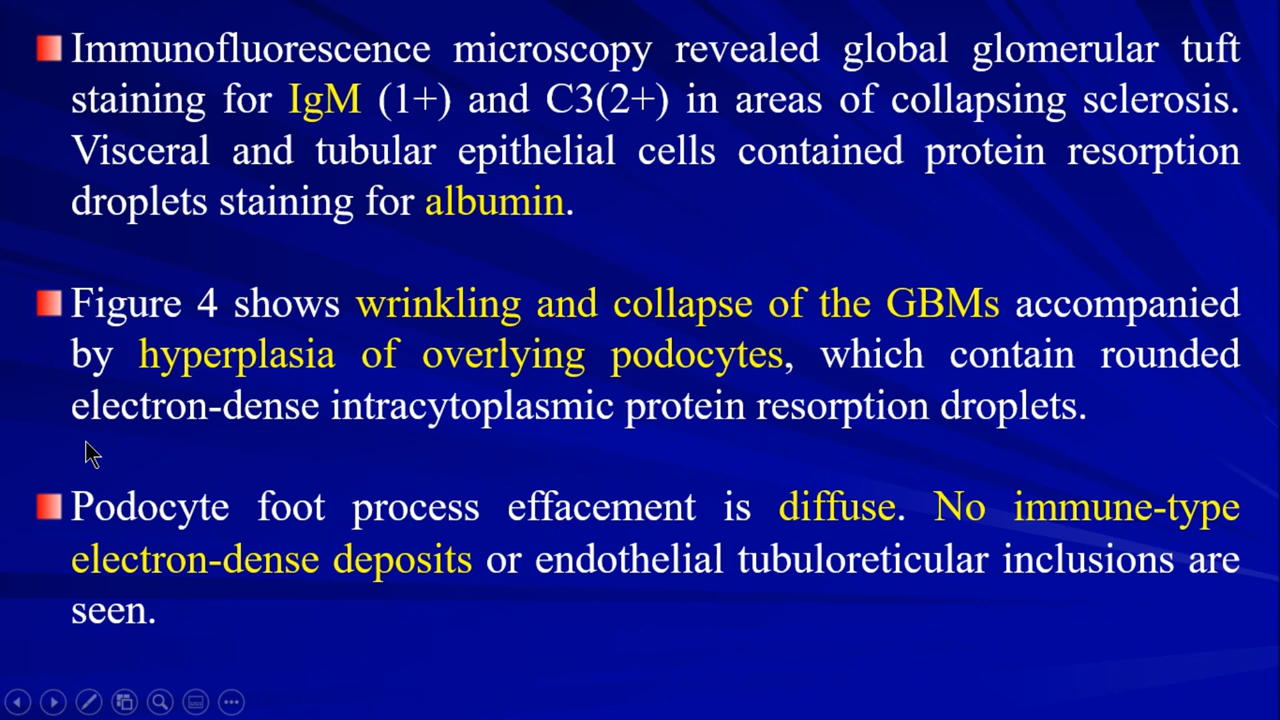 Immunofluorescence microscopy revealed global glomerular tuft
staining for IgM (1+) and C3(2+) in areas of collapsing sclerosis.
Visceral and tubular epithelial cells contained protein resorption
droplets staining for albumin.
Figure 4 shows wrinkling and collapse of the GBMs accompanied
by hyperplasia of overlying podocytes, which contain rounded
electron-dense intracytoplasmic protein resorption droplets.
Podocyte foot process effacement is diffuse. No immune-type
electron-dense deposits or endothelial tubuloreticular inclusions are
seen.